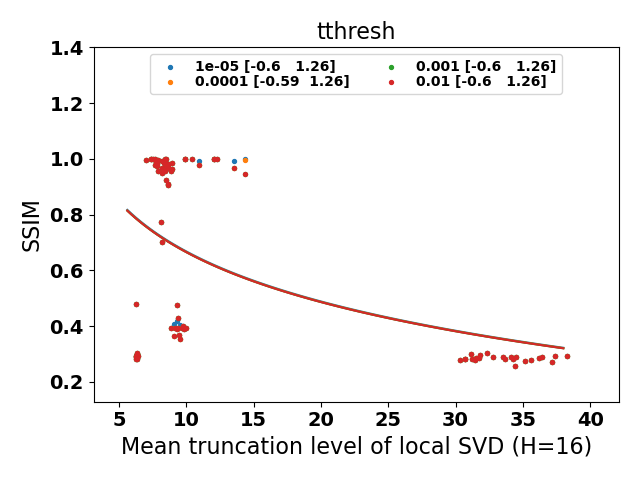 tthresh
1e-05 [-0.6   1.26]
0.0001 [-0.59  1.26]
0.001 [-0.6   1.26]
0.01 [-0.6   1.26]
1.4
1.2
1.0
0.8
0.6
0.4
0.2
SSIM
5 10 15 20 25 30 35 40
Mean truncation level of local SVD (H=16)